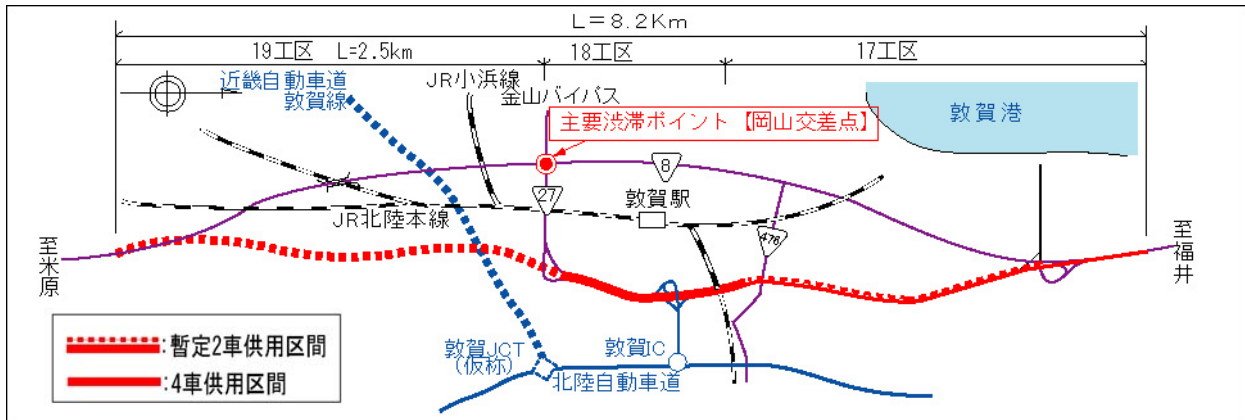 L=8.2Km
19工区 L=2.5km
18工区
17工区
近畿自動車道
敦賀線
JR小浜線
金山バイパス
主要渋滞ポイント【岡山交差点】
敦賀港
8
27
敦賀駅
JR北陸本線
476
至米原
至福井
:暫定2車供用区間
:4車供用区間
敦賀JCT
(仮称)
敦賀IC
北陸自動車道